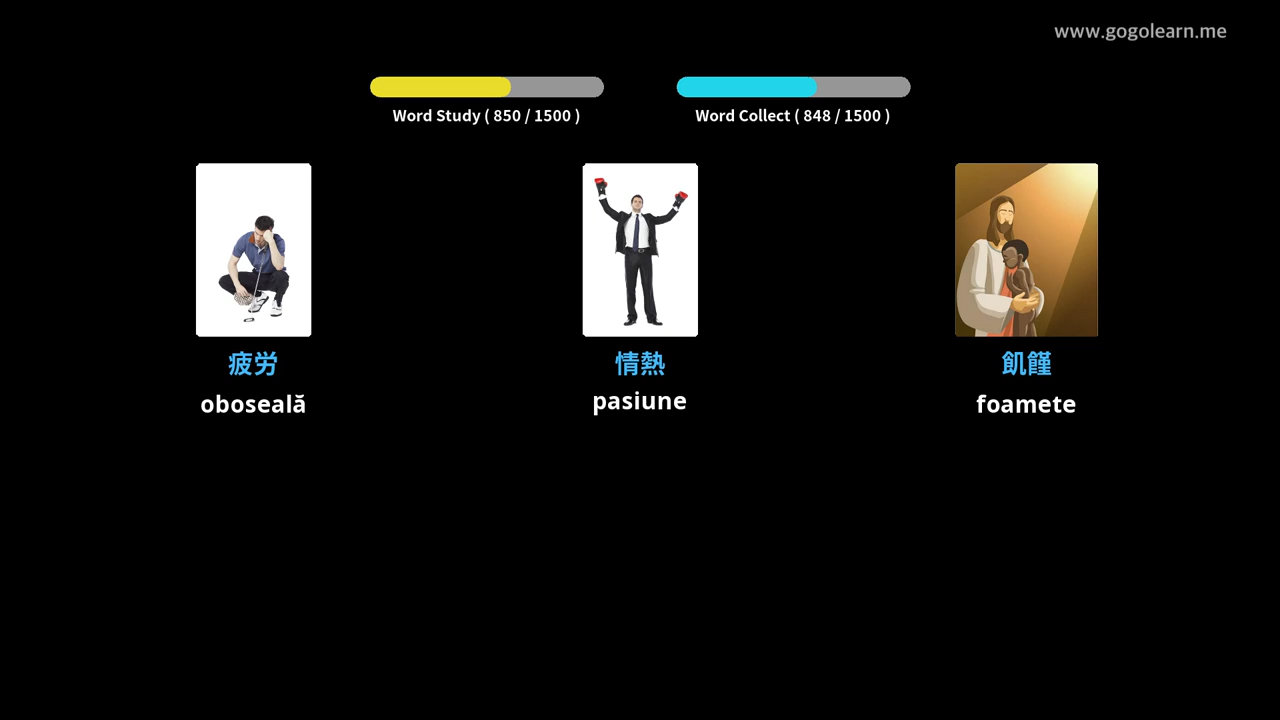 www.gogolearn.me
Word Study ( 850 / 1500 )
Word Collect ( 848 / 1500 )
疲労
情熱
飢饉
oboseală
pasiune
foamete